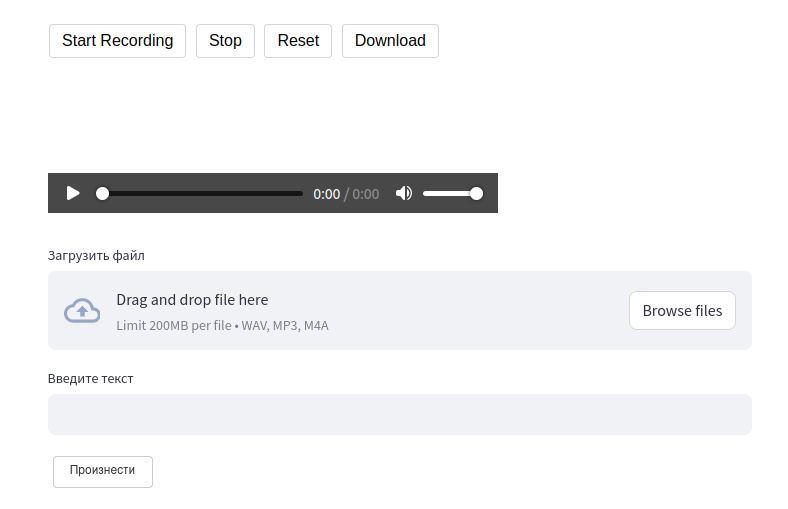 Start Recording Stop Reset Download
0:00 / 0:00
Загрузить файл
Drag and drop file here
Limit 200MB per file • WAV, MP3, M4A
Browse files
Введите текст
Произнести